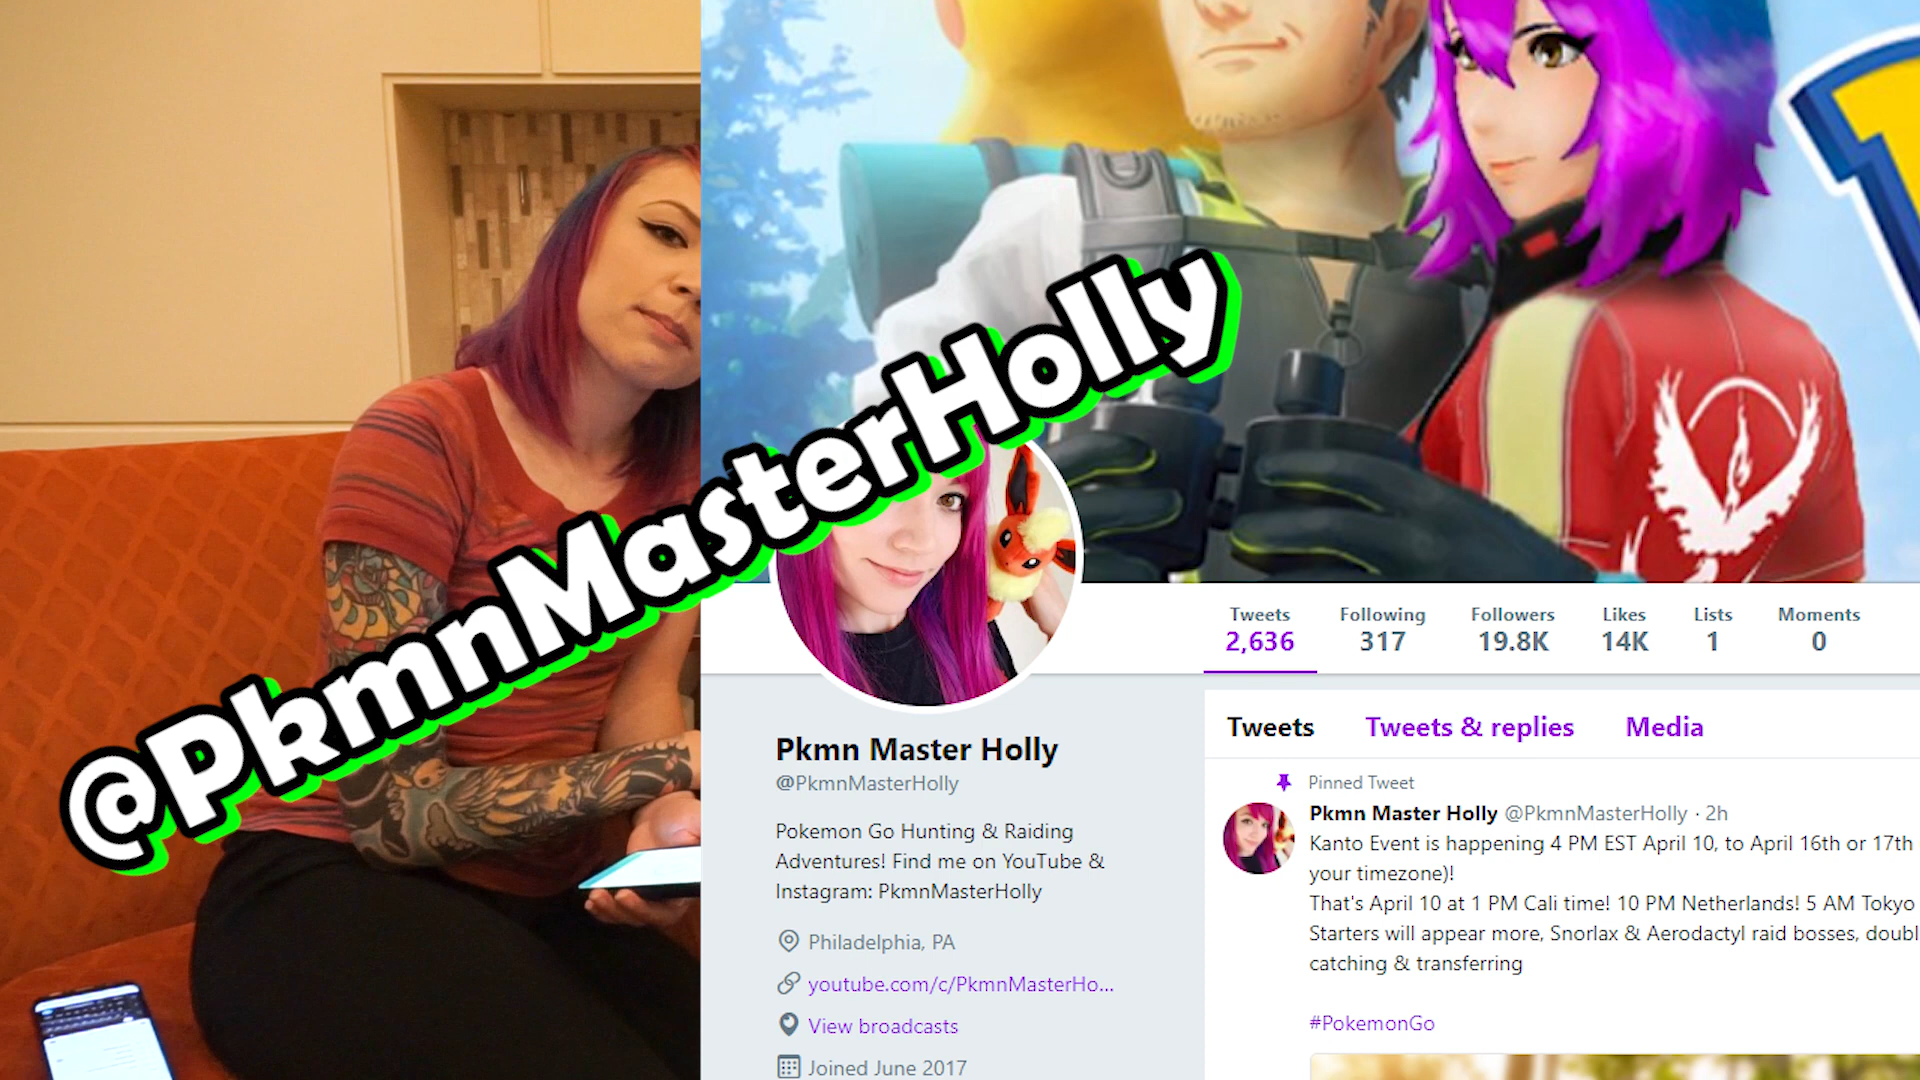 @PkmnMasterHolly
Tweets
2,636
Following
317
Followers
19.8K
Likes
14K
Lists
1
Moments
0
Pkmn Master Holly
@PkmnMasterHolly
Pokemon Go Hunting & Raiding
Adventures! Find me on YouTube &
Instagram: PkmnMasterHolly
Philadelphia, PA
youtube.com/c/PkmnMasterHo...
View broadcasts
Joined June 2017
Tweets Tweets & replies Media
Pinned Tweet
Pkmn Master Holly @PkmnMasterHolly · 2h
Kanto Event is happening 4 PM EST April 10, to April 16th or 17th
your timezone)!
That's April 10 at 1 PM Cali time! 10 PM Netherlands! 5 AM Tokyo
Starters will appear more, Snorlax & Aerodactyl raid bosses, doubl
catching & transferring
#PokemonGo